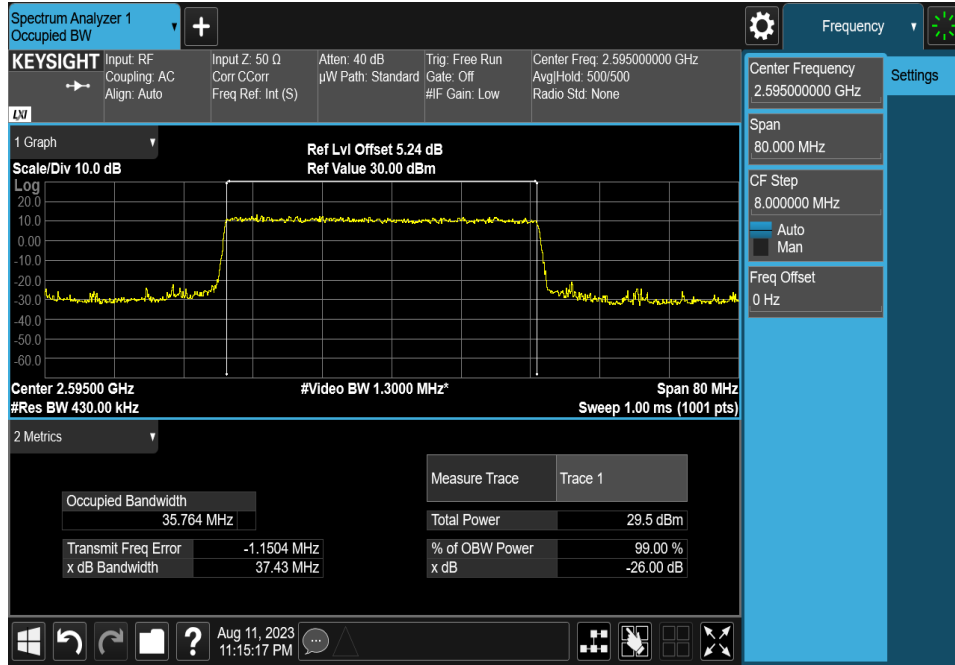 Spectrum Analyzer 1
Occupied BW
Frequency
KEYSIGHT
LXI
Input: RF
Coupling: AC
Align: Auto
Input Z: 50 Ω
Corr CCorr
Freq Ref: Int (S)
Atten: 40 dB
µW Path: Standard
Trig: Free Run
Gate: Off
#IF Gain: Low
Center Freq: 2.595000000 GHz
Avg|Hold: 500/500
Radio Std: None
Center Frequency
2.595000000 GHz
Settings
Span
80.000 MHz
CF Step
8.000000 MHz
Auto
Man
Freq Offset
0 Hz
1 Graph
Scale/Div 10.0 dB
Ref Lvl Offset 5.24 dB
Ref Value 30.00 dBm
Log
20.0
10.0
0.00
-10.0
-20.0
-30.0
-40.0
-50.0
-60.0
Center 2.59500 GHz
#Video BW 1.3000 MHz*
Span 80 MHz
#Res BW 430.00 kHz
Sweep 1.00 ms (1001 pts)
2 Metrics
Measure Trace
Trace 1
Occupied Bandwidth
35.764 MHz
Total Power
29.5 dBm
Transmit Freq Error
-1.1504 MHz
% of OBW Power
99.00 %
x dB Bandwidth
37.43 MHz
x dB
-26.00 dB
?
Aug 11, 2023
11:15:17 PM